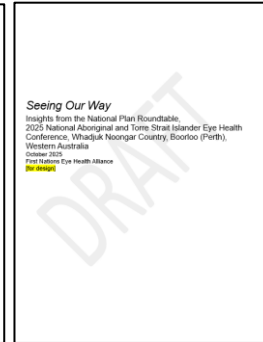 Seeing Our Way
Insights from the National Plan Roundtable,
2025 National Aboriginal and Torre Strait Islander Eye Health
Conference, Whadjuk Noongar Country, Boorloo (Perth),
Western Australia
October 2025
First Nations Eye Health Alliance
[for design]
DRAFT